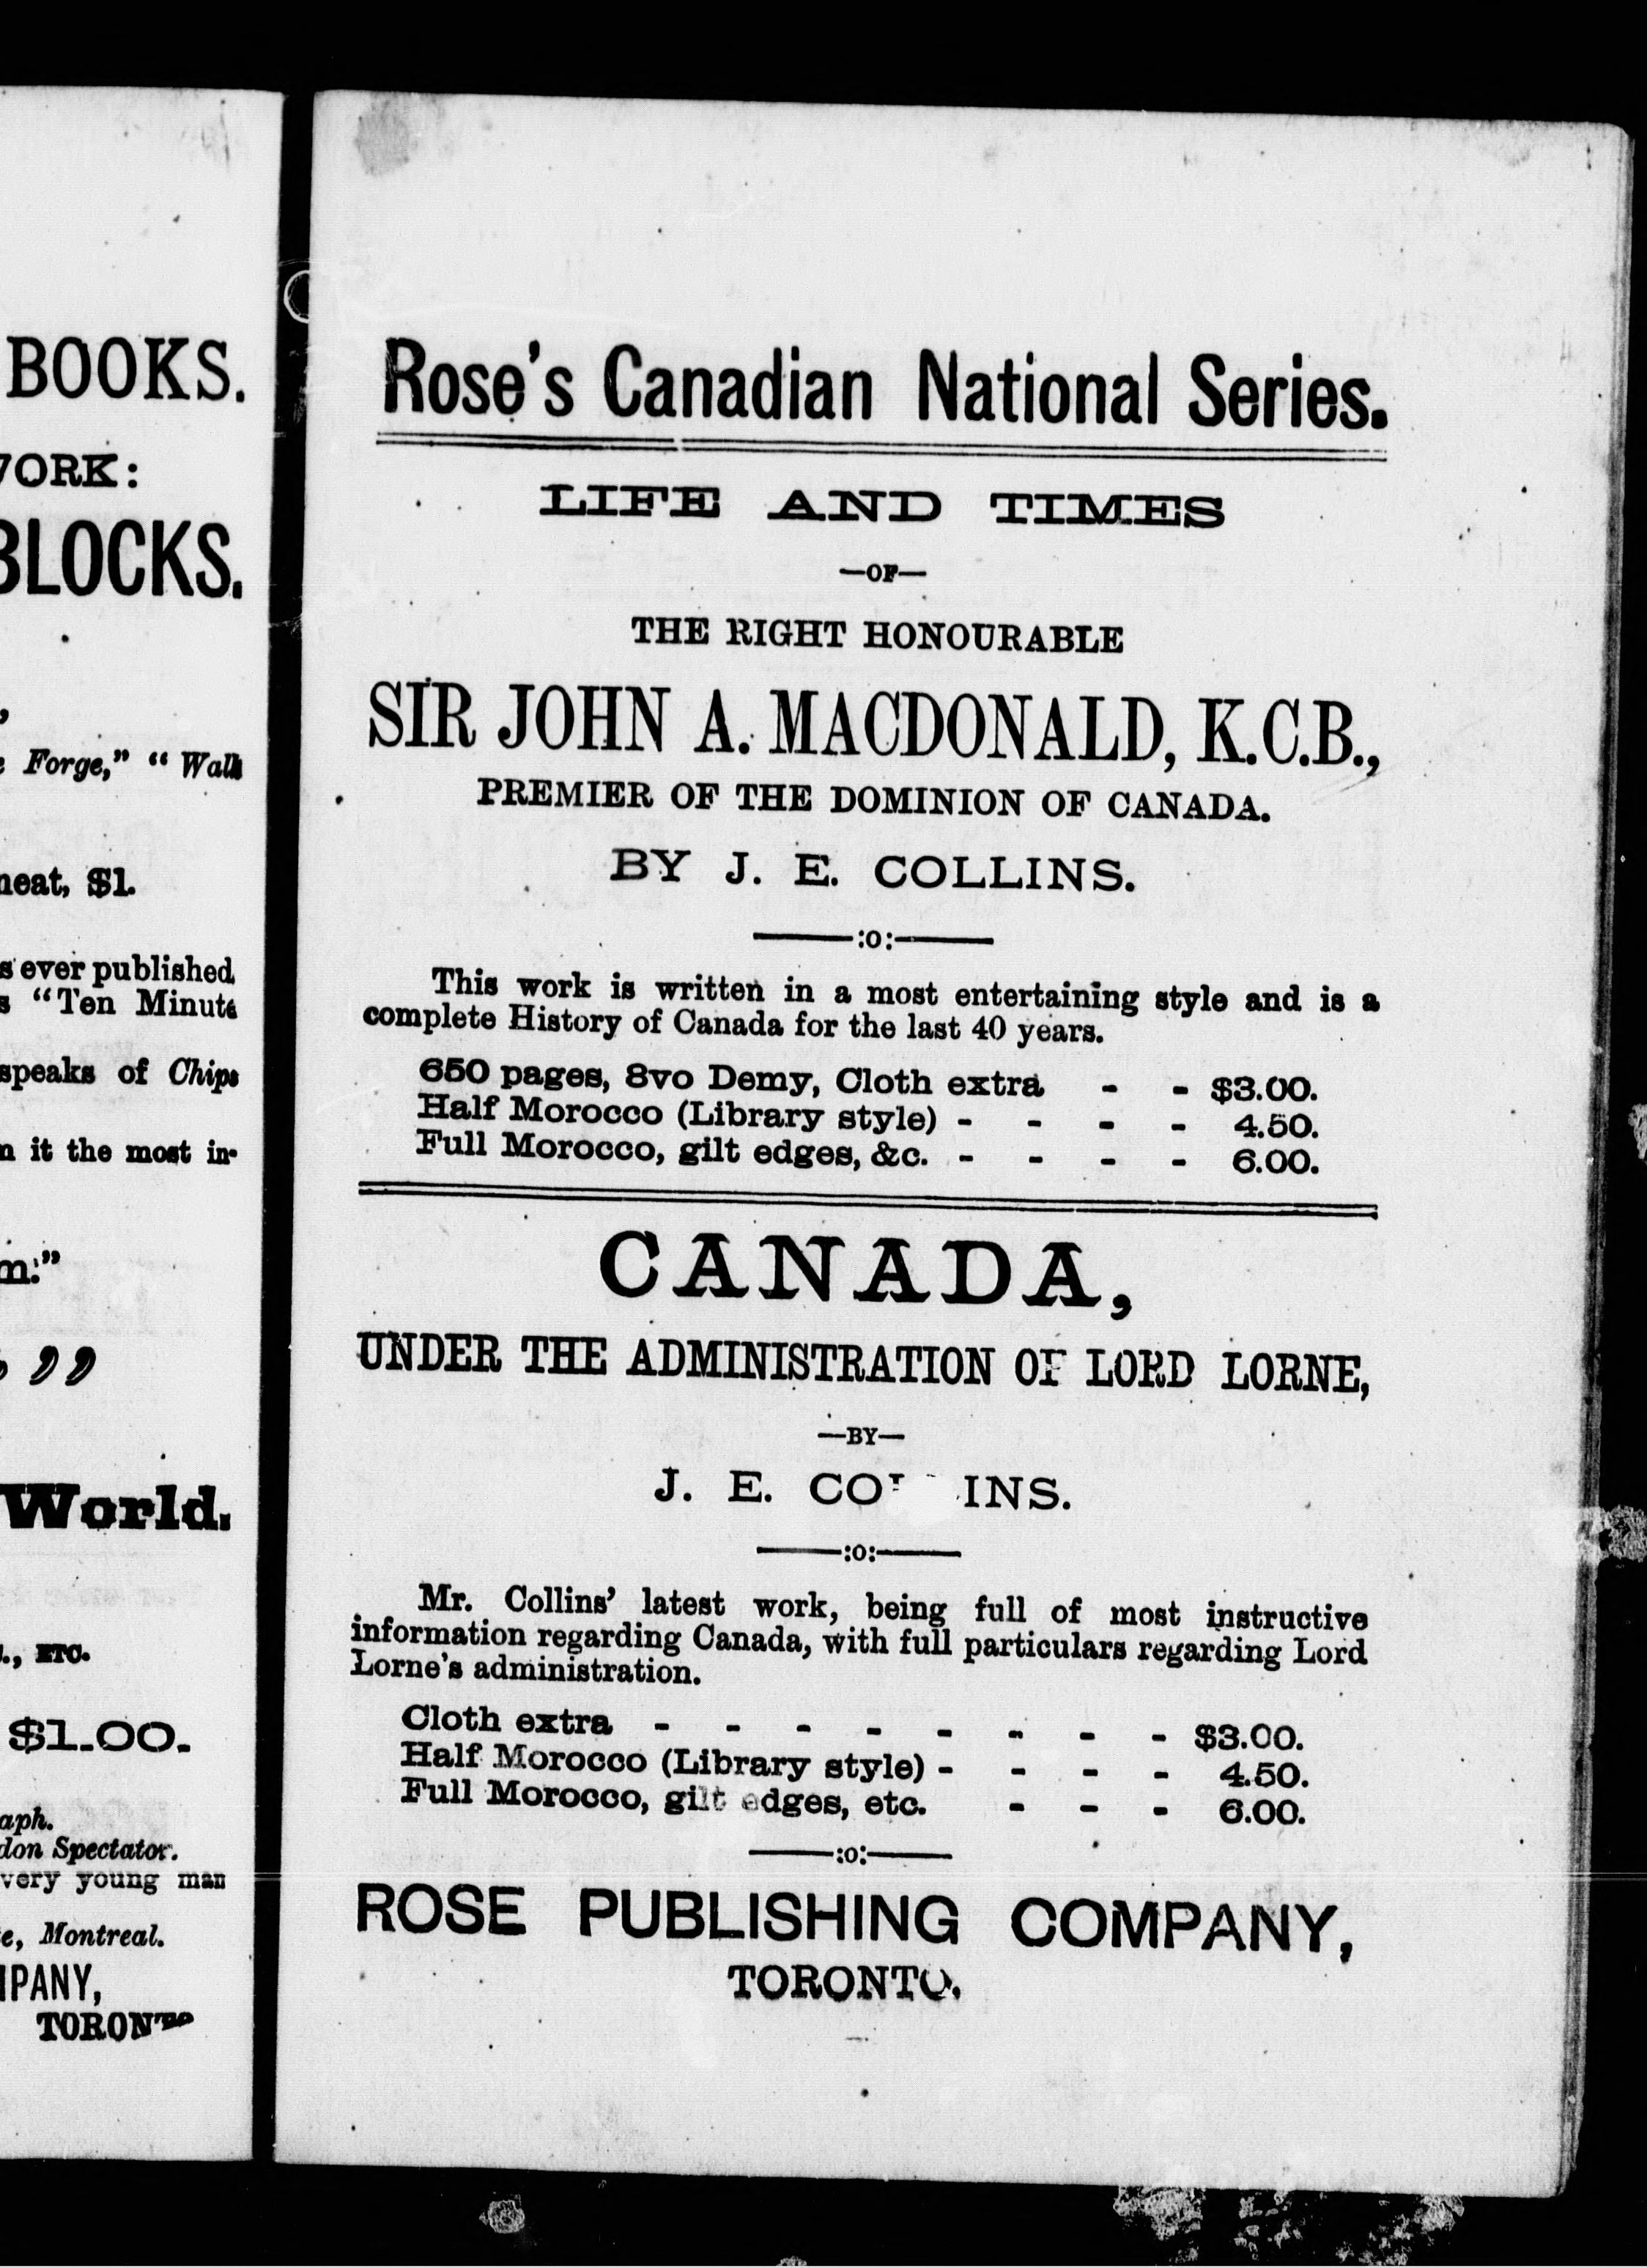 BOOKS.
BLOCKS.
Forge," "Walk
neat, $1.
s ever published
s "Ten Minute
speaks of Chips
n it the most in-
World.
., ETC.
$1.00.
aph.
don Spectator.
very young man
e, Montreal.
MPANY,
Rose's Canadian National Series.
LIFE AND TIMES
—OF—
THE RIGHT HONOURABLE
SIR JOHN A. MACDONALD, K.C.B.,
PREMIER OF THE DOMINION OF CANADA.
BY J. E. COLLINS.
:o:
This work is written in a most entertaining style and is a
complete History of Canada for the last 40 years.
650 pages, 8vo Demy, Cloth extra - - $3.00.
Half Morocco (Library style) - - - - 4.50.
Full Morocco, gilt edges, &c. - - - - 6.00.
CANADA,
UNDER THE ADMINISTRATION OF LORD LORNE,
—BY—
J. E. COLLINS.
:o:
Mr. Collins' latest work, being full of most instructive
information regarding Canada, with full particulars regarding Lord
Lorne's administration.
Cloth extra - - - - - - - - $3.00.
Half Morocco (Library style) - - - - 4.50.
Full Morocco, gilt edges, etc. - - - 6.00.
:o:
ROSE PUBLISHING COMPANY,
TORONTO.